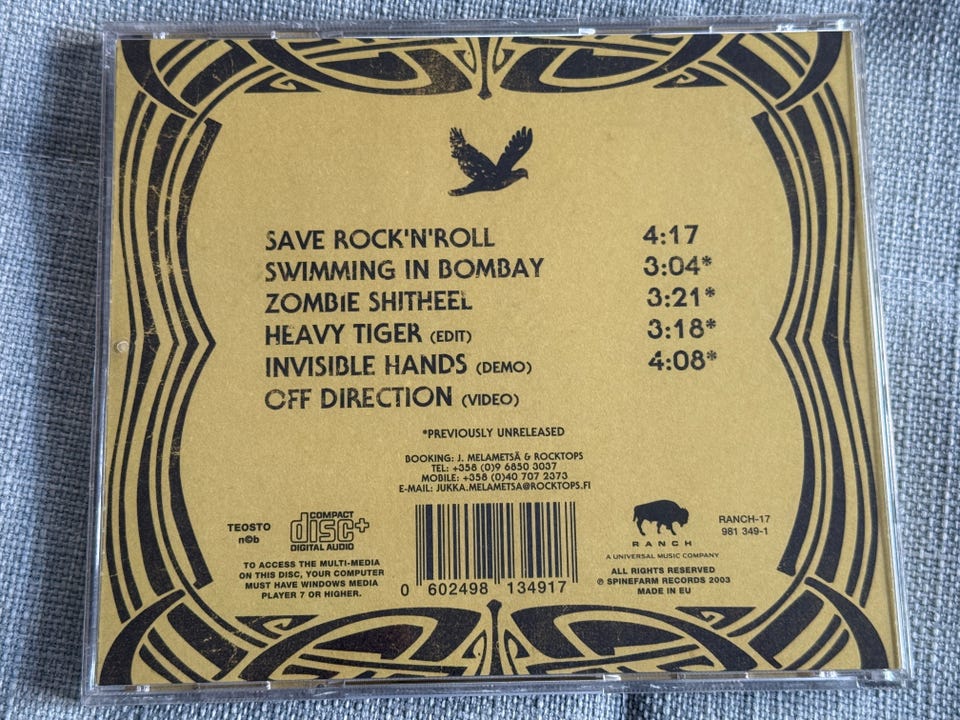 SAVE ROCK'N'ROLL 4:17
SWIMMING IN BOMBAY 3:04*
ZOMBIE SHITHEEL 3:21*
HEAVY TIGER (EDIT) 3:18*
INVISIBLE HANDS (DEMO) 4:08*
OFF DIRECTION (VIDEO)
*PREVIOUSLY UNRELEASED
BOOKING: J. MELAMETSÄ & ROCKTOPS
TEL: +358 (0)9 6850 3037
MOBILE: +358 (0)40 707 2373
E-MAIL: JUKKA.MELAMETSA@ROCKTOPS.FI
TEOSTO
n©b
COMPACT
disc+
DIGITAL AUDIO
TO ACCESS THE MULTI-MEDIA
ON THIS DISC, YOUR COMPUTER
MUST HAVE WINDOWS MEDIA
PLAYER 7 OR HIGHER.
0 602498 134917
RANCH
A UNIVERSAL MUSIC COMPANY
RANCH-17
981 349-1
ALL RIGHTS RESERVED
℗ SPINEFARM RECORDS 2003
MADE IN EU